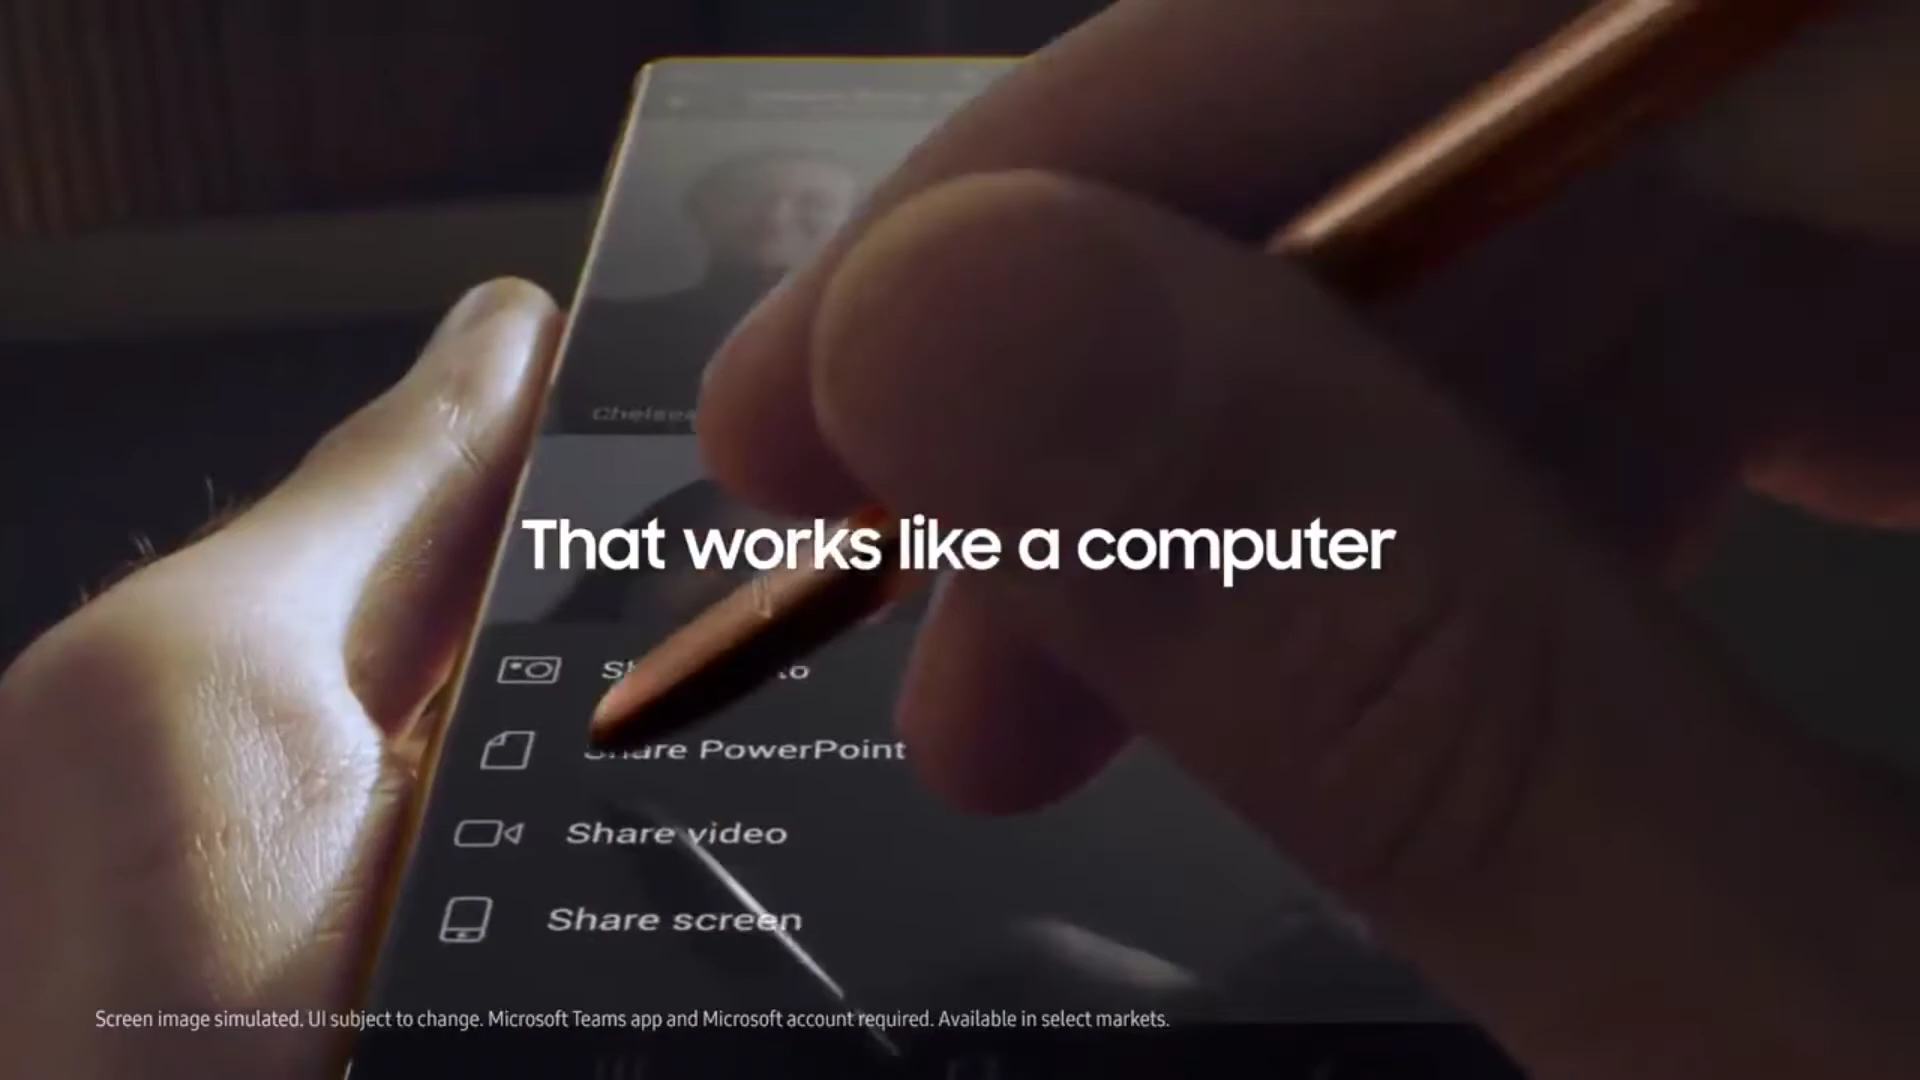 That works like a computer
Share PowerPoint
Share video
Share screen
Screen image simulated. UI subject to change. Microsoft Teams app and Microsoft account required. Available in select markets.